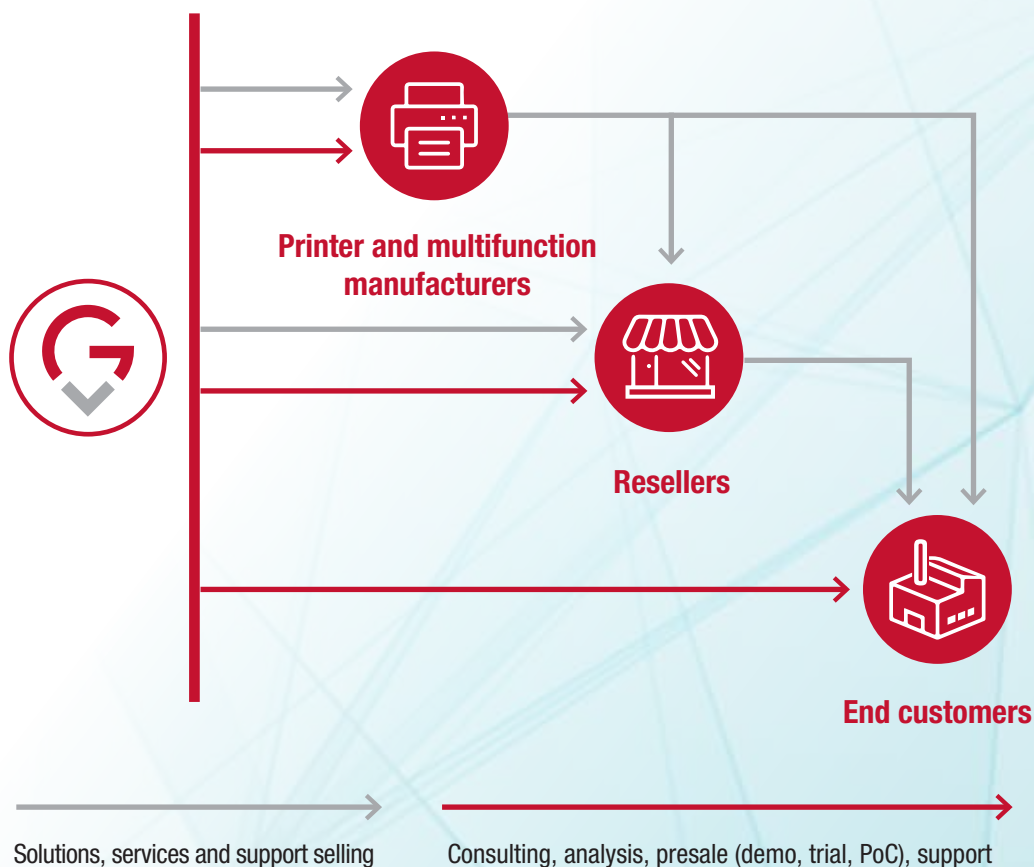 Printer and multifunction
manufacturers
G
Resellers
End customers
Solutions, services and support selling
Consulting, analysis, presale (demo, trial, PoC), support